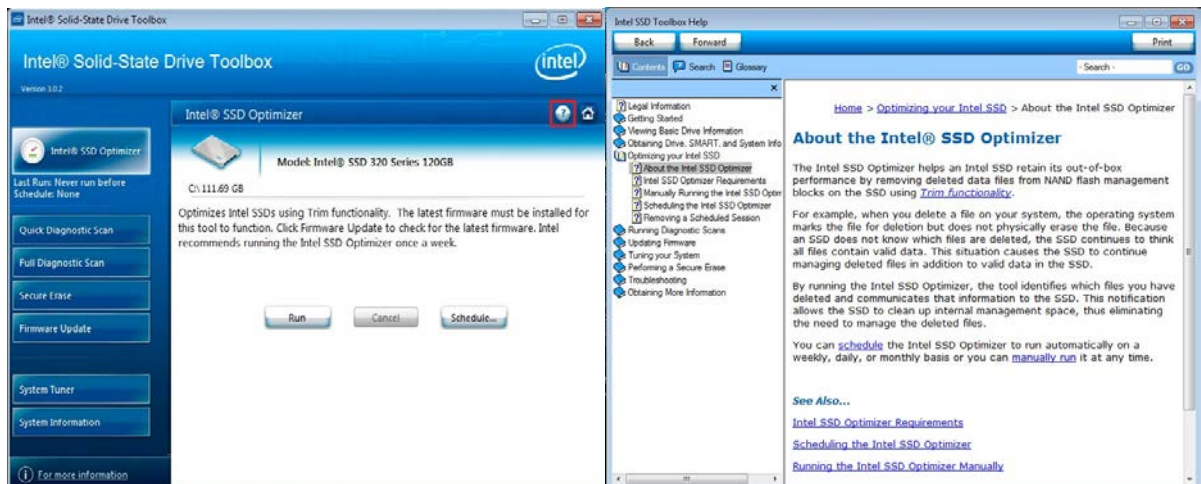 Intel® Solid-State Drive Toolbox
Intel® Solid-State Drive Toolbox
intel
Version 3.0.2
Intel® SSD Optimizer
Last Run: Never run before
Schedule: None
Quick Diagnostic Scan
Full Diagnostic Scan
Secure Erase
Firmware Update
System Tuner
System Information
For more information
Intel® SSD Optimizer
Model: Intel® SSD 320 Series 120GB
C:\ 111.69 GB
Optimizes Intel SSDs using Trim functionality. The latest firmware must be installed for
this tool to function. Click Firmware Update to check for the latest firmware. Intel
recommends running the Intel SSD Optimizer once a week.
Run
Cancel
Schedule...
Intel SSD Toolbox Help
Back
Forward
Print
Contents
Search
Glossary
- Search -
GO
Legal Information
Getting Started
Viewing Basic Drive Information
Obtaining Drive, SMART, and System Info
Optimizing your Intel SSD
About the Intel SSD Optimizer
Intel SSD Optimizer Requirements
Manually Running the Intel SSD Optim
Scheduling the Intel SSD Optimizer
Removing a Scheduled Session
Running Diagnostic Scans
Updating Firmware
Tuning your System
Performing a Secure Erase
Troubleshooting
Obtaining More Information
Home > Optimizing your Intel SSD > About the Intel SSD Optimizer
About the Intel® SSD Optimizer
The Intel SSD Optimizer helps an Intel SSD retain its out-of-box
performance by removing deleted data files from NAND flash management
blocks on the SSD using Trim functionality.
For example, when you delete a file on your system, the operating system
marks the file for deletion but does not physically erase the file. Because
an SSD does not know which files are deleted, the SSD continues to think
all files contain valid data. This situation causes the SSD to continue
managing deleted files in addition to valid data in the SSD.
By running the Intel SSD Optimizer, the tool identifies which files you have
deleted and communicates that information to the SSD. This notification
allows the SSD to clean up internal management space, thus eliminating
the need to manage the deleted files.
You can schedule the Intel SSD Optimizer to run automatically on a
weekly, daily, or monthly basis or you can manually run it at any time.
See Also...
Intel SSD Optimizer Requirements
Scheduling the Intel SSD Optimizer
Running the Intel SSD Optimizer Manually